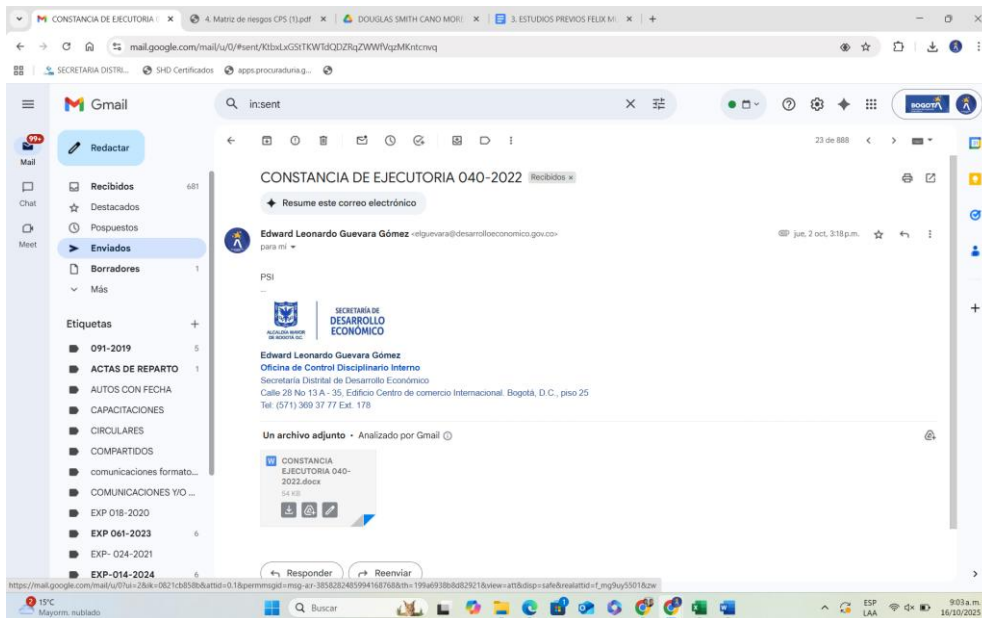 CONSTANCIA DE EJECUTORIA
4. Matriz de riesgos CPS (1).pdf
DOUGLAS SMITH CANO MOR
3. ESTUDIOS PREVIOS FELIX M
mail.google.com/mail/u/0/#sent/KtbxLxGStTKWTdQDZRqZWWfVqzMKntcnvq
SECRETARIA DISTRI...
SHD Certificados
apps.procuraduria.g...
Gmail
in:sent
BOGOTÁ
99+
Mail
Redactar
23 de 888
Chat
Meet
Recibidos 681
Destacados
Pospuestos
Enviados
Borradores 1
Más
Etiquetas
091-2019 5
ACTAS DE REPARTO 1
AUTOS CON FECHA
CAPACITACIONES
CIRCULARES
COMPARTIDOS
comunicaciones formato...
COMUNICACIONES Y/O ...
EXP 018-2020
EXP 061-2023 6
EXP- 024-2021
EXP-014-2024 6
CONSTANCIA DE EJECUTORIA 040-2022 Recibidos x
Resume este correo electrónico
Edward Leonardo Guevara Gómez <elguevara@desarrolloeconomico.gov.co>
jue, 2 oct, 3:18 p.m.
para mí
PSI
--
ALCALDÍA MAYOR
DE BOGOTÁ D.C.
SECRETARÍA DE
DESARROLLO
ECONÓMICO
Edward Leonardo Guevara Gómez
Oficina de Control Disciplinario Interno
Secretaría Distrital de Desarrollo Económico
Calle 28 No 13 A - 35, Edificio Centro de comercio Internacional. Bogotá, D.C., piso 25
Tel: (571) 369 37 77 Ext. 178
Un archivo adjunto • Analizado por Gmail
CONSTANCIA
EJECUTORIA 040-
2022.docx
54 KB
Responder
Reenviar
15°C
Mayorm. nublado
Buscar
ESP
LAA
9:03 a.m.
16/10/2025